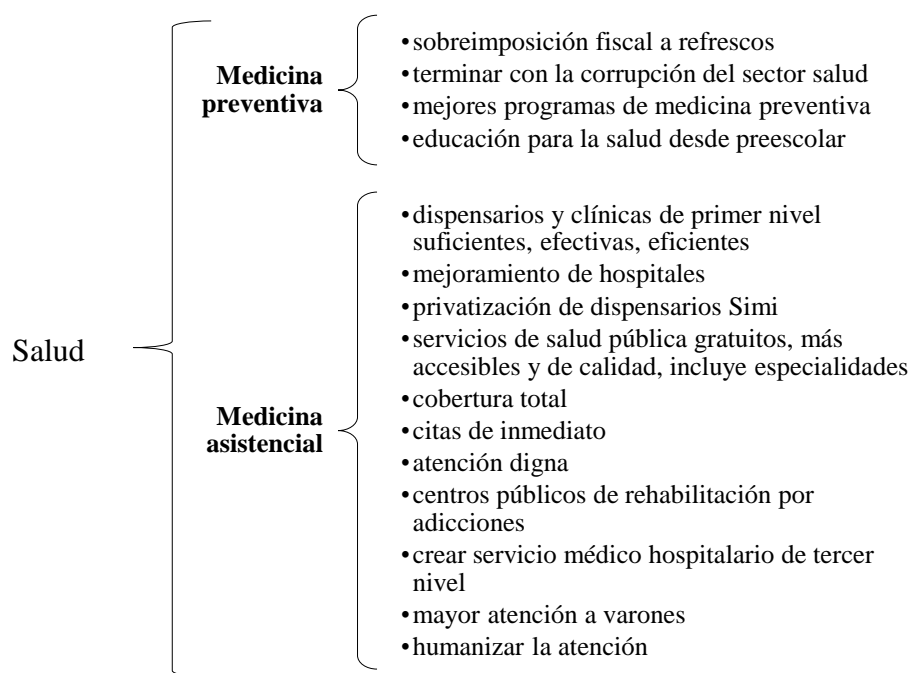 Salud
Medicina
preventiva
•sobreimposición fiscal a refrescos
•terminar con la corrupción del sector salud
•mejores programas de medicina preventiva
•educación para la salud desde preescolar
Medicina
asistencial
•dispensarios y clínicas de primer nivel
suficientes, efectivas, eficientes
•mejoramiento de hospitales
•privatización de dispensarios Simi
•servicios de salud pública gratuitos, más
accesibles y de calidad, incluye especialidades
•cobertura total
•citas de inmediato
•atención digna
•centros públicos de rehabilitación por
adicciones
•crear servicio médico hospitalario de tercer
nivel
•mayor atención a varones
•humanizar la atención